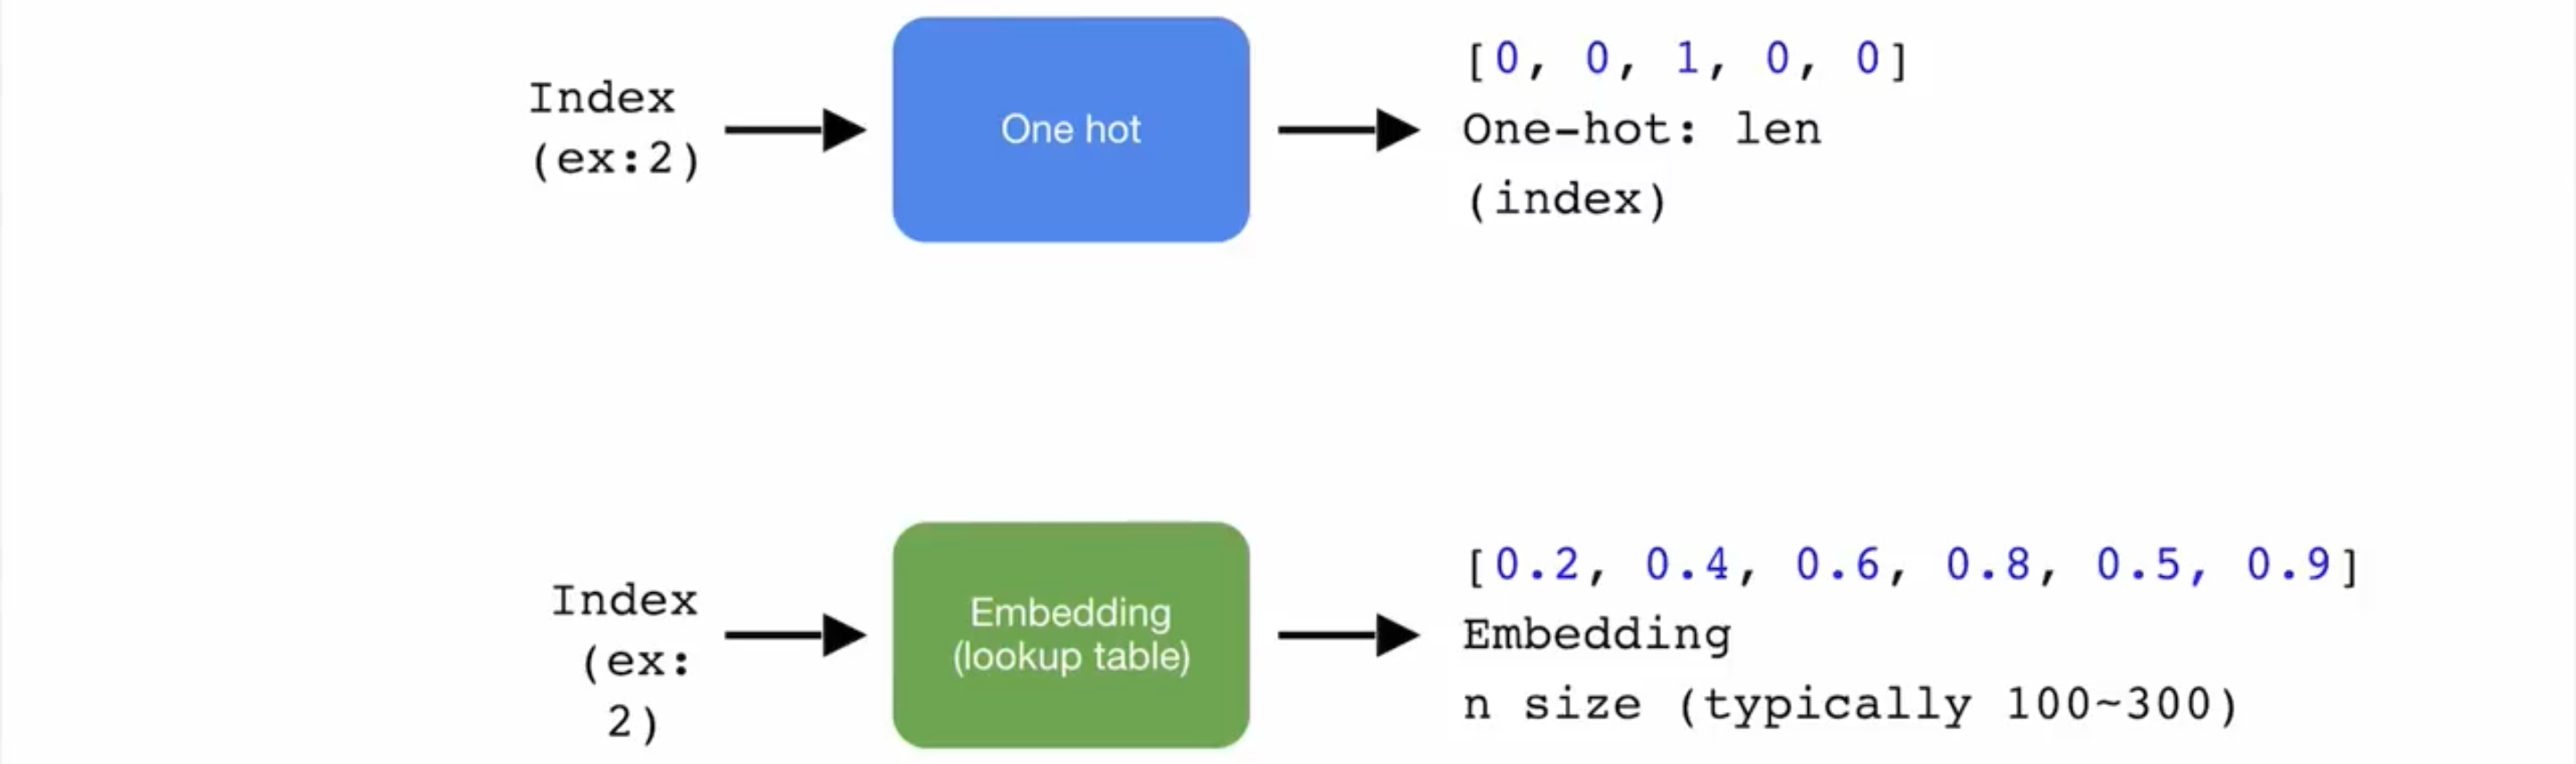 Index
(ex:2)
One hot
[0, 0, 1, 0, 0]
One-hot: len
(index)
Index
(ex:
2)
Embedding
(lookup table)
[0.2, 0.4, 0.6, 0.8, 0.5, 0.9]
Embedding
n size (typically 100~300)